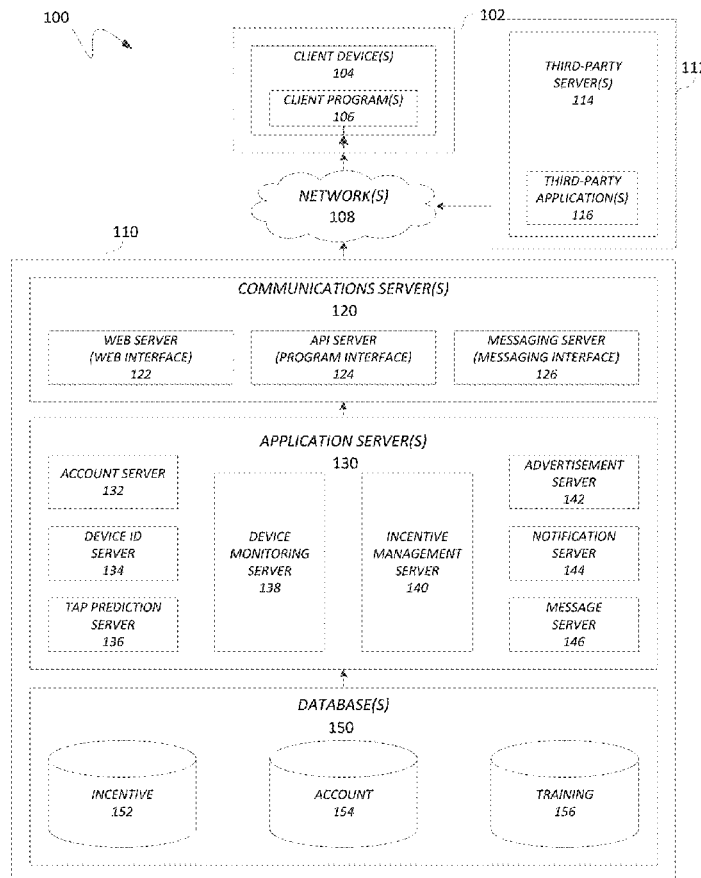 100
102
CLIENT DEVICE(S)
104
CLIENT PROGRAM(S)
106
THIRD-PARTY
SERVER(S)
114
THIRD-PARTY
APPLICATION(S)
116
NETWORK(S)
108
110
COMMUNICATIONS SERVER(S)
120
WEB SERVER
(WEB INTERFACE)
122
API SERVER
(PROGRAM INTERFACE)
124
MESSAGING SERVER
(MESSAGING INTERFACE)
126
APPLICATION SERVER(S)
130
ACCOUNT SERVER
132
DEVICE ID
SERVER
134
TAP PREDICTION
SERVER
136
DEVICE
MONITORING
SERVER
138
INCENTIVE
MANAGEMENT
SERVER
140
ADVERTISEMENT
SERVER
142
NOTIFICATION
SERVER
144
MESSAGE
SERVER
146
DATABASE(S)
150
INCENTIVE
152
ACCOUNT
154
TRAINING
156